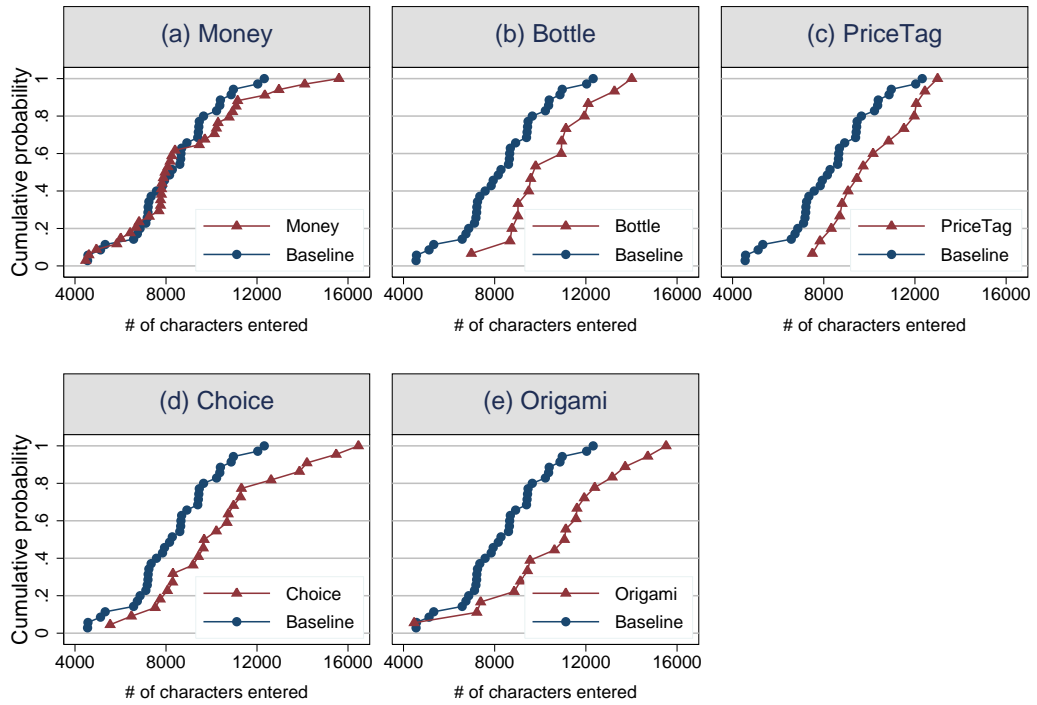 (a) Money
(b) Bottle
(c) PriceTag
Cumulative probability
0
.2
.4
.6
.8
1
Money
Baseline
Bottle
Baseline
PriceTag
Baseline
4000 8000 12000 16000
4000 8000 12000 16000
4000 8000 12000 16000
# of characters entered
# of characters entered
# of characters entered
(d) Choice
(e) Origami
Cumulative probability
0
.2
.4
.6
.8
1
Choice
Baseline
Origami
Baseline
4000 8000 12000 16000
4000 8000 12000 16000
# of characters entered
# of characters entered